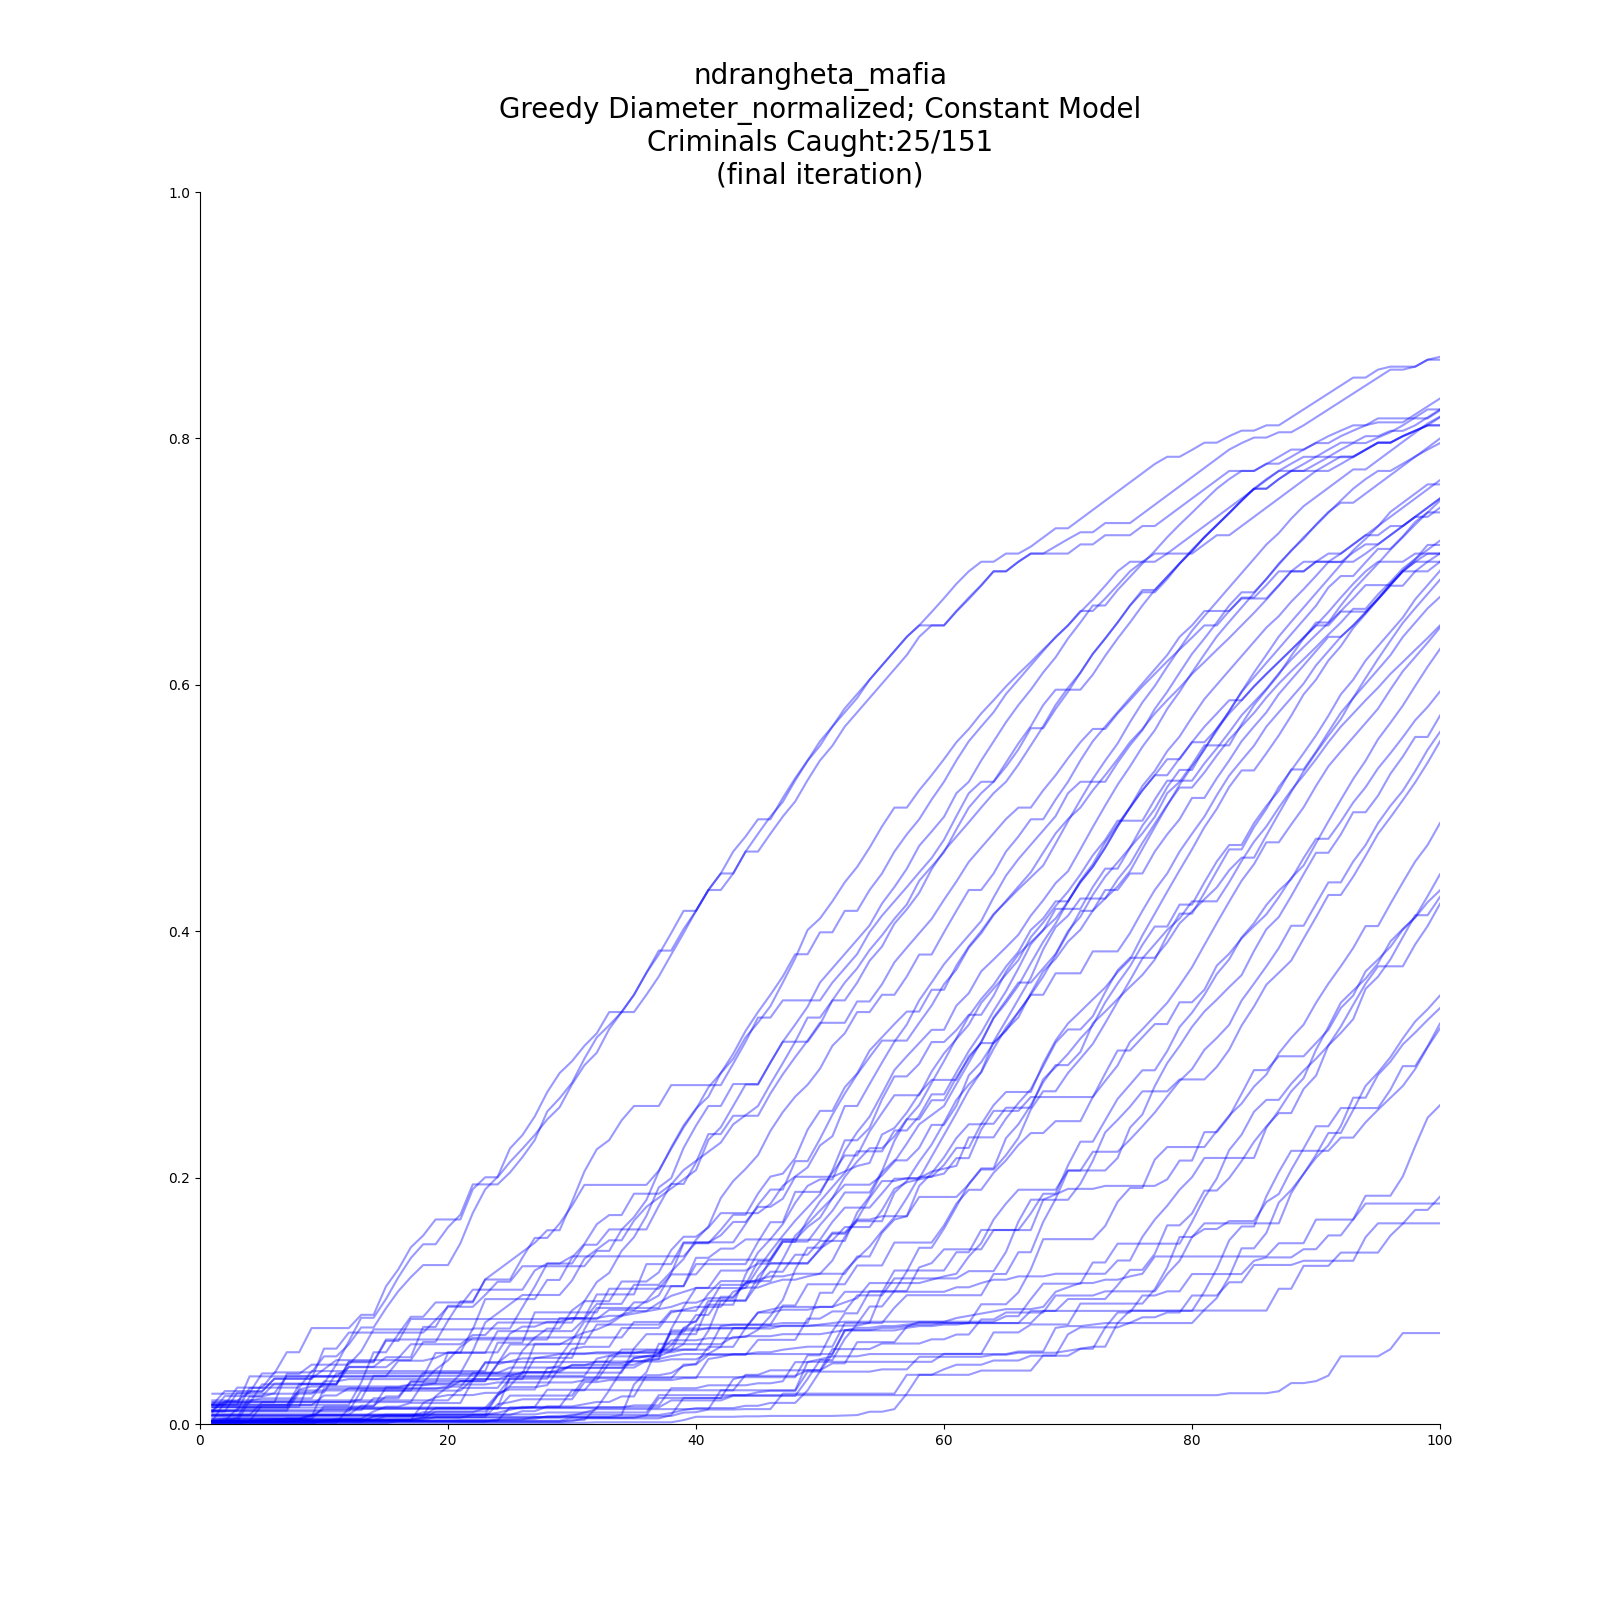 ndrangheta_mafia
Greedy Diameter_normalized; Constant Model
Criminals Caught:25/151
(final iteration)
1.0
0.8
0.6
0.4
0.2
0.0
0 20 40 60 80 100